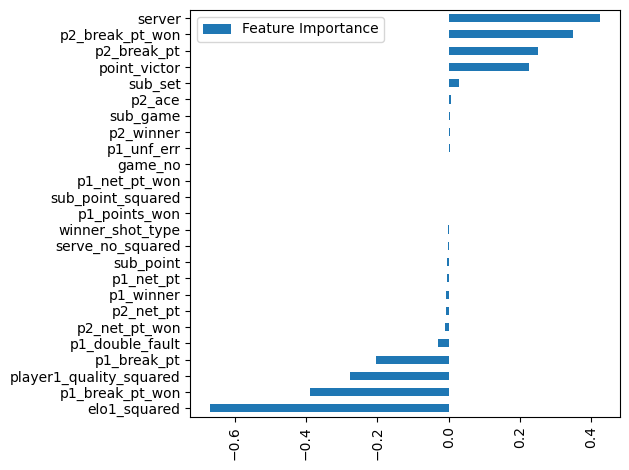 server
Feature Importance
p2_break_pt_won
p2_break_pt
point_victor
sub_set
p2_ace
sub_game
p2_winner
p1_unf_err
game_no
p1_net_pt_won
sub_point_squared
p1_points_won
winner_shot_type
serve_no_squared
sub_point
p1_net_pt
p1_winner
p2_net_pt
p2_net_pt_won
p1_double_fault
p1_break_pt
player1_quality_squared
p1_break_pt_won
elo1_squared
−0.6
−0.4
−0.2
0.0
0.2
0.4